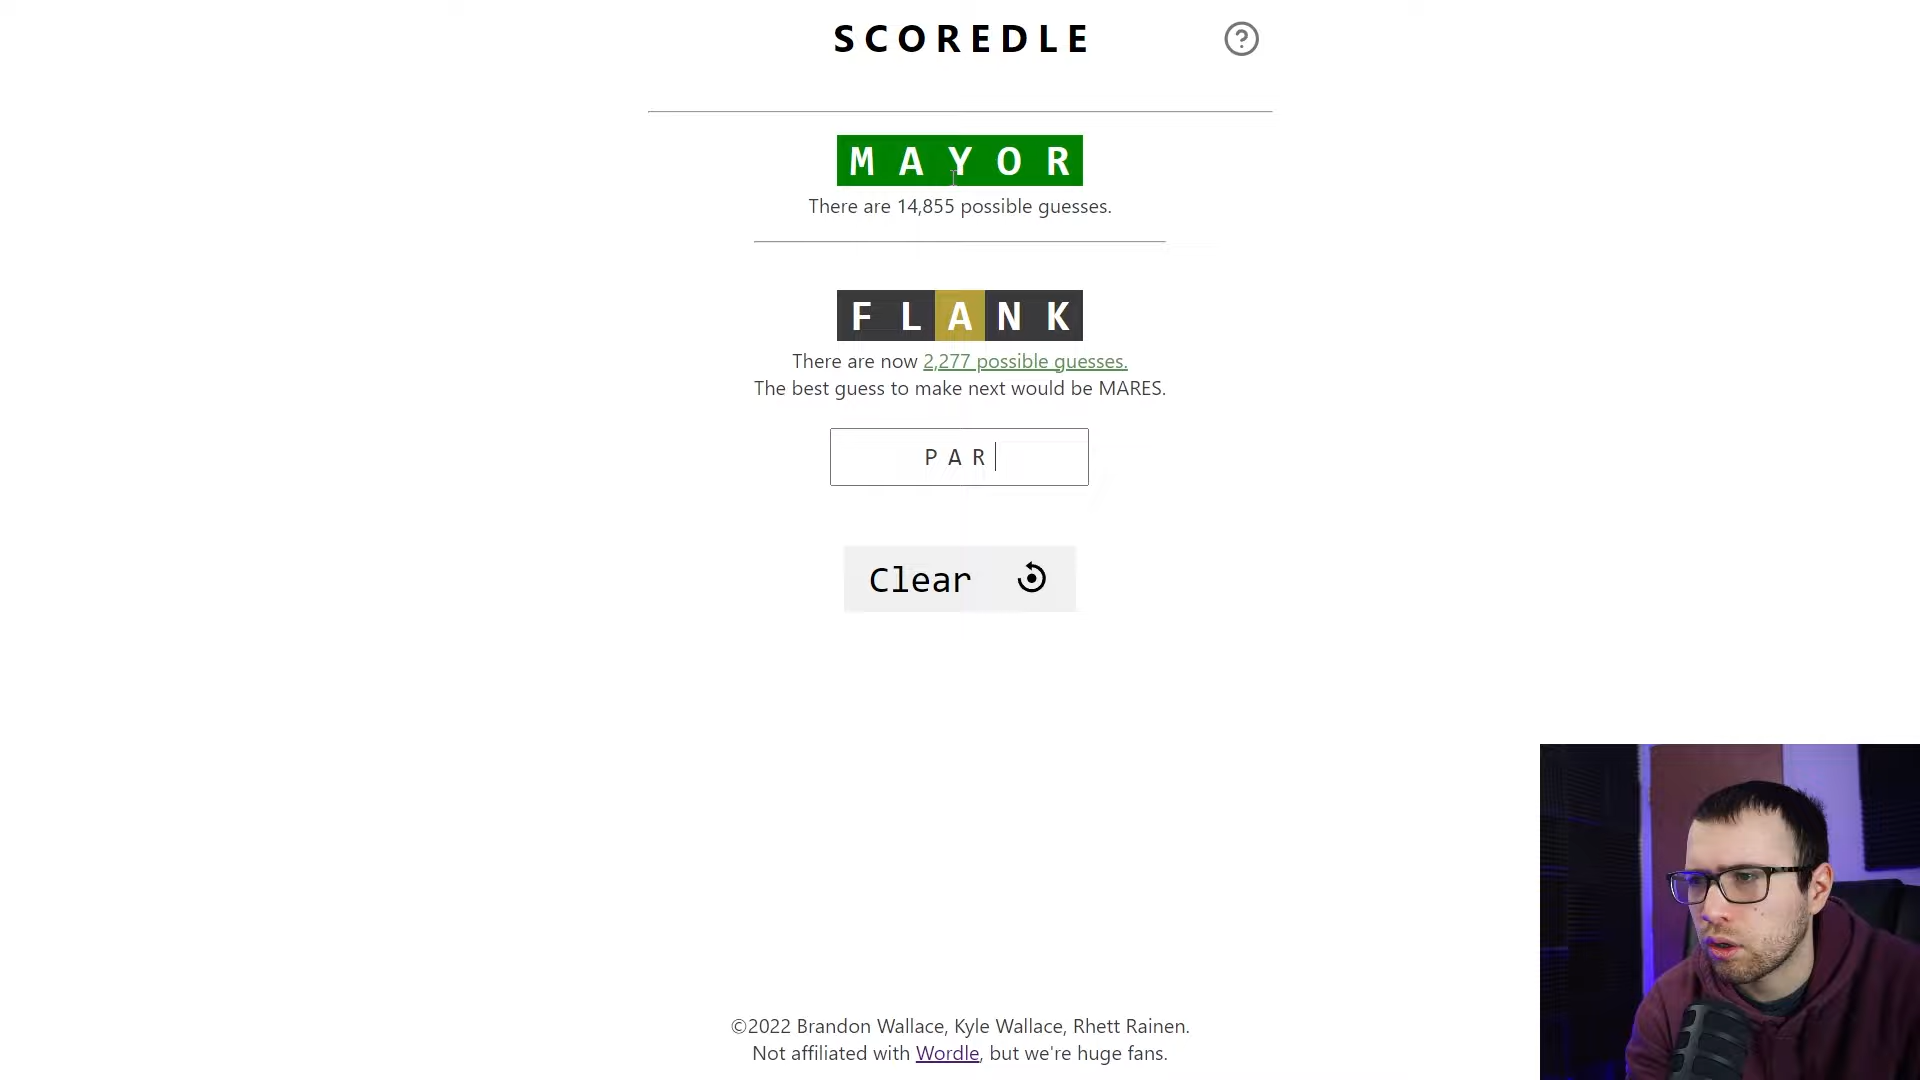 SCOREDLE
MAYOR
There are 14,855 possible guesses.
FLANK
There are now 2,277 possible guesses.
The best guess to make next would be MARES.
PAR
Clear
©2022 Brandon Wallace, Kyle Wallace, Rhett Rainen.
Not affiliated with Wordle, but we're huge fans.